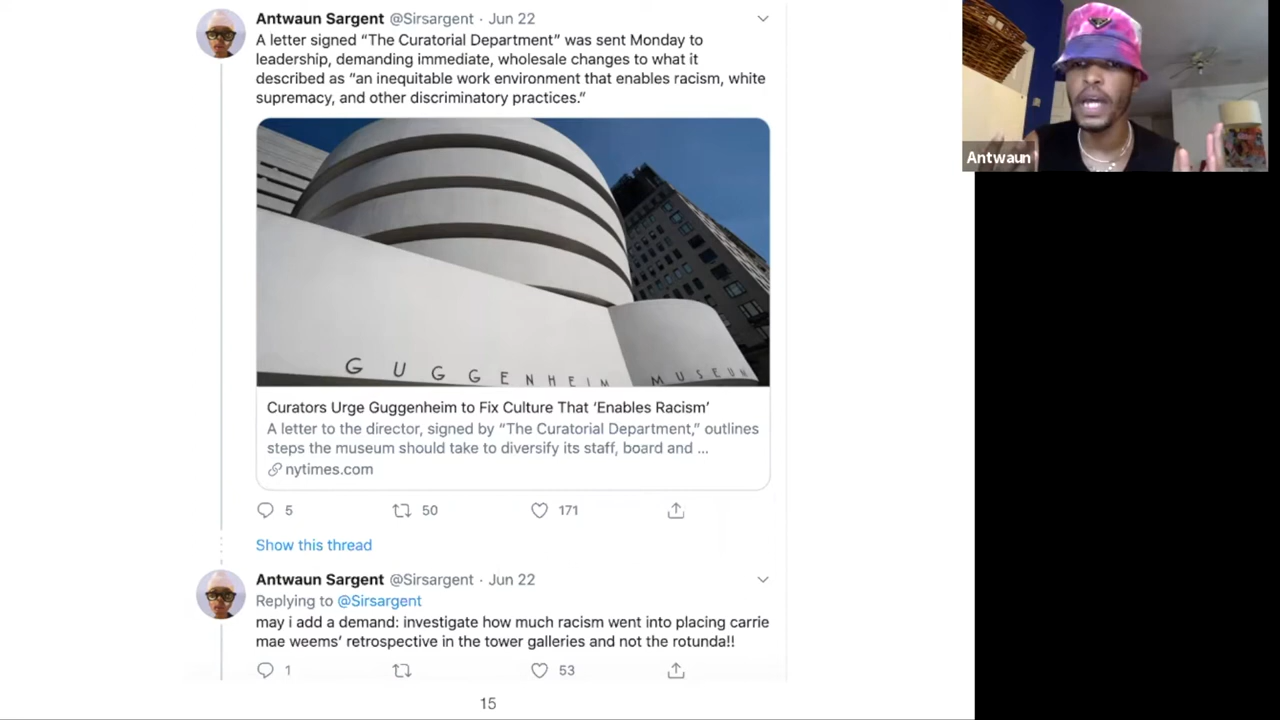 Antwaun Sargent @Sirsargent · Jun 22
A letter signed “The Curatorial Department” was sent Monday to
leadership, demanding immediate, wholesale changes to what it
described as “an inequitable work environment that enables racism, white
supremacy, and other discriminatory practices.”
GUGGENHEIM MUSEUM
Curators Urge Guggenheim to Fix Culture That ‘Enables Racism’
A letter to the director, signed by “The Curatorial Department,” outlines
steps the museum should take to diversify its staff, board and ...
nytimes.com
5 50 171
Show this thread
Antwaun Sargent @Sirsargent · Jun 22
Replying to @Sirsargent
may i add a demand: investigate how much racism went into placing carrie
mae weems’ retrospective in the tower galleries and not the rotunda!!
1 53
15
Antwaun